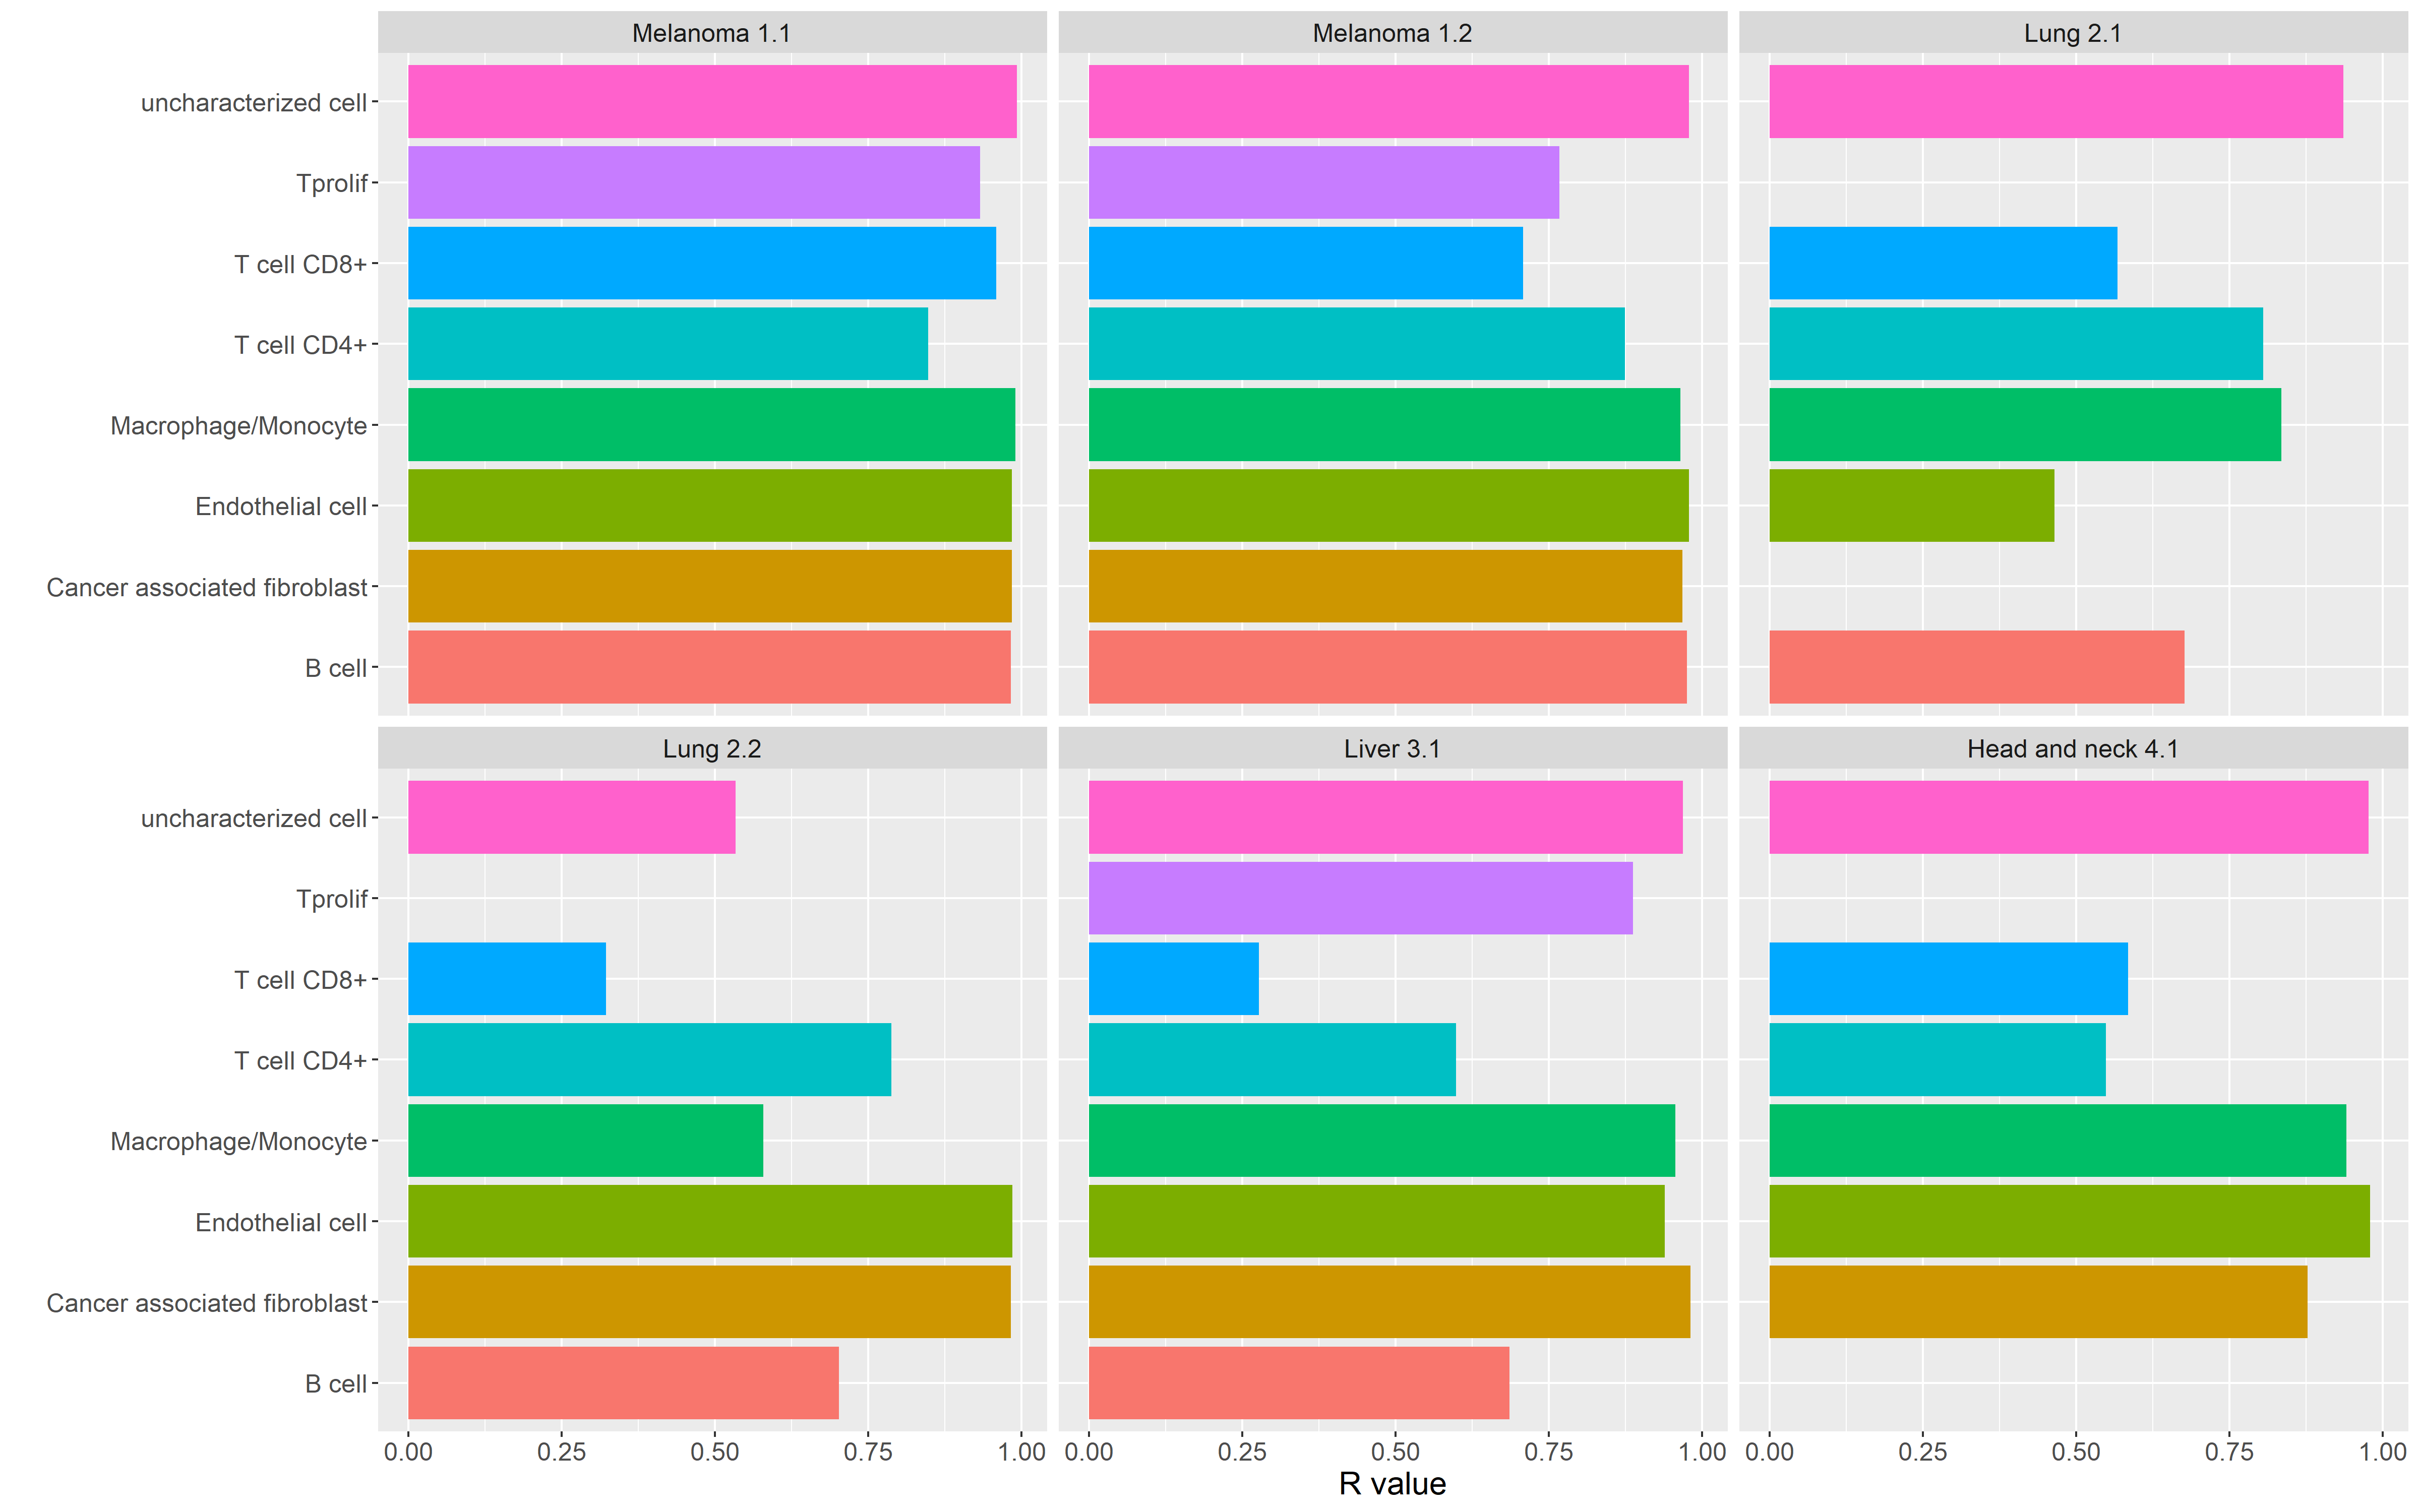 Melanoma 1.1
Melanoma 1.2
Lung 2.1
uncharacterized cell
Tprolif
T cell CD8+
T cell CD4+
Macrophage/Monocyte
Endothelial cell
Cancer associated fibroblast
B cell
Lung 2.2
Liver 3.1
Head and neck 4.1
uncharacterized cell
Tprolif
T cell CD8+
T cell CD4+
Macrophage/Monocyte
Endothelial cell
Cancer associated fibroblast
B cell
0.00 0.25 0.50 0.75 1.00 0.00 0.25 0.50 0.75 1.00 0.00 0.25 0.50 0.75 1.00
R value